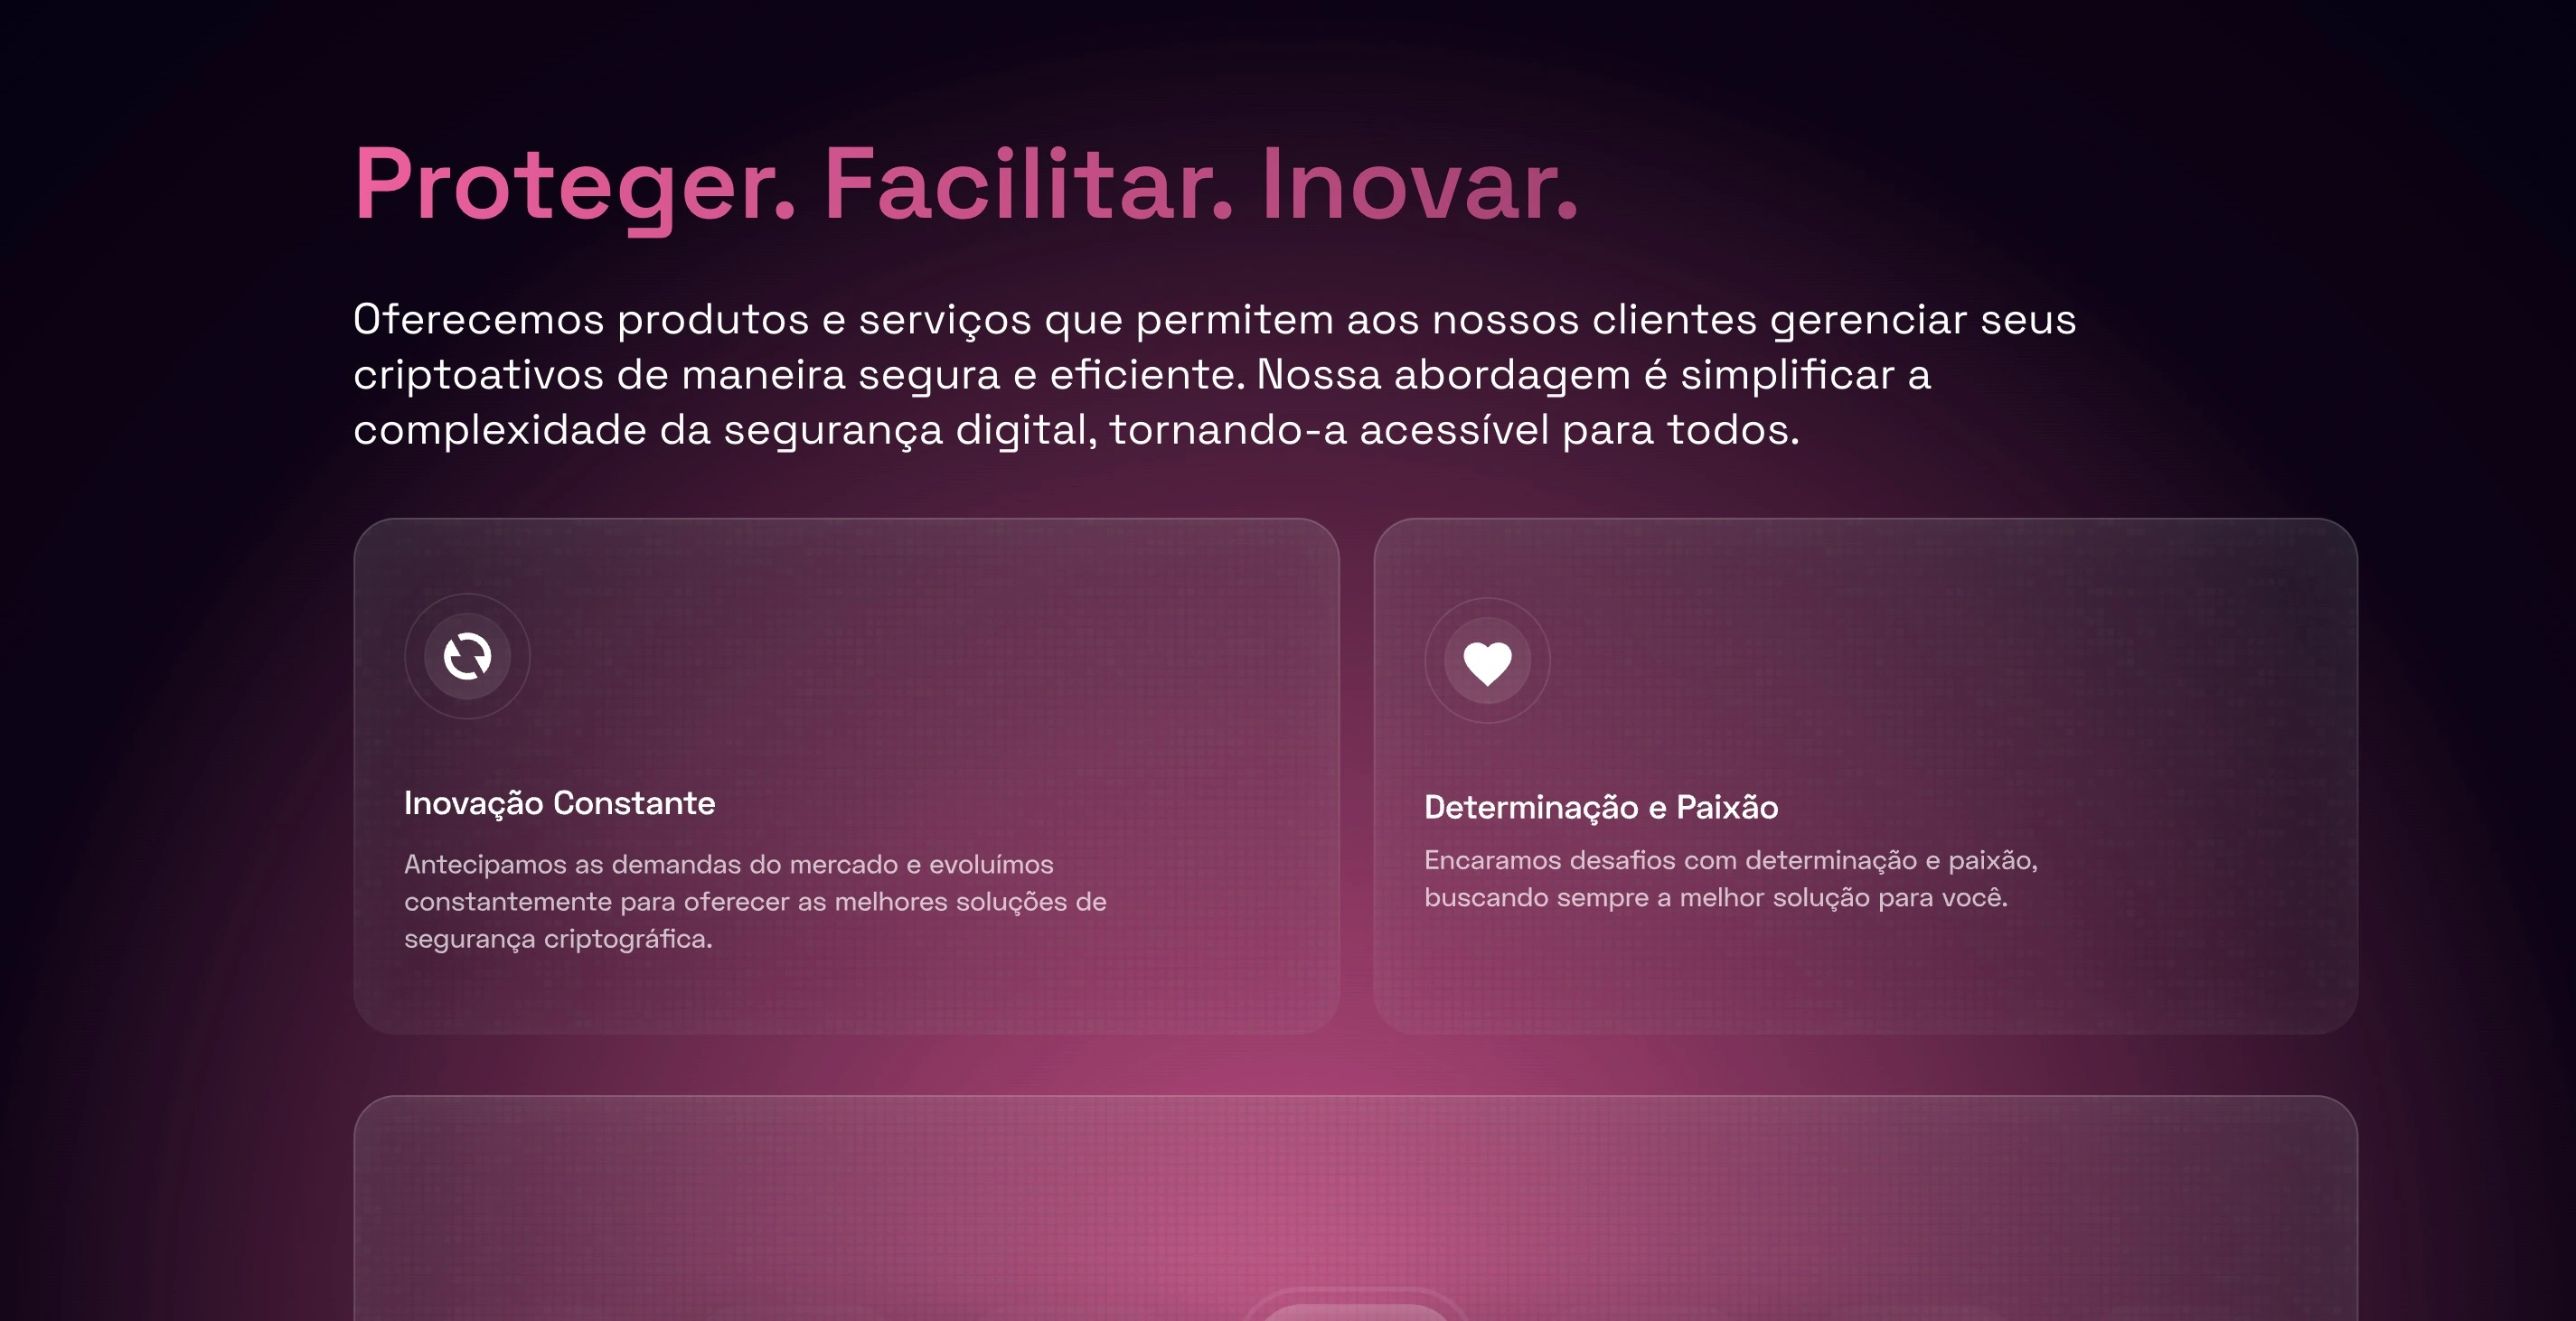 Proteger. Facilitar. Inovar.
Oferecemos produtos e serviços que permitem aos nossos clientes gerenciar seus
criptoativos de maneira segura e eficiente. Nossa abordagem é simplificar a
complexidade da segurança digital, tornando-a acessível para todos.
Inovação Constante
Antecipamos as demandas do mercado e evoluímos
constantemente para oferecer as melhores soluções de
segurança criptográfica.
Determinação e Paixão
Encaramos desafios com determinação e paixão,
buscando sempre a melhor solução para você.